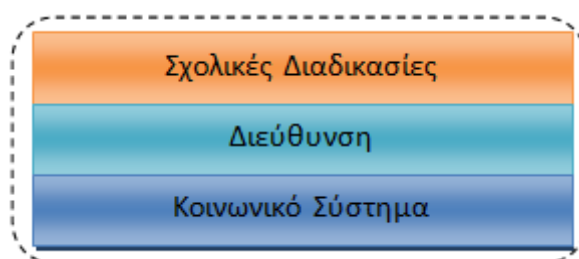 Σχολικές Διαδικασίες
Διεύθυνση
Κοινωνικό Σύστημα